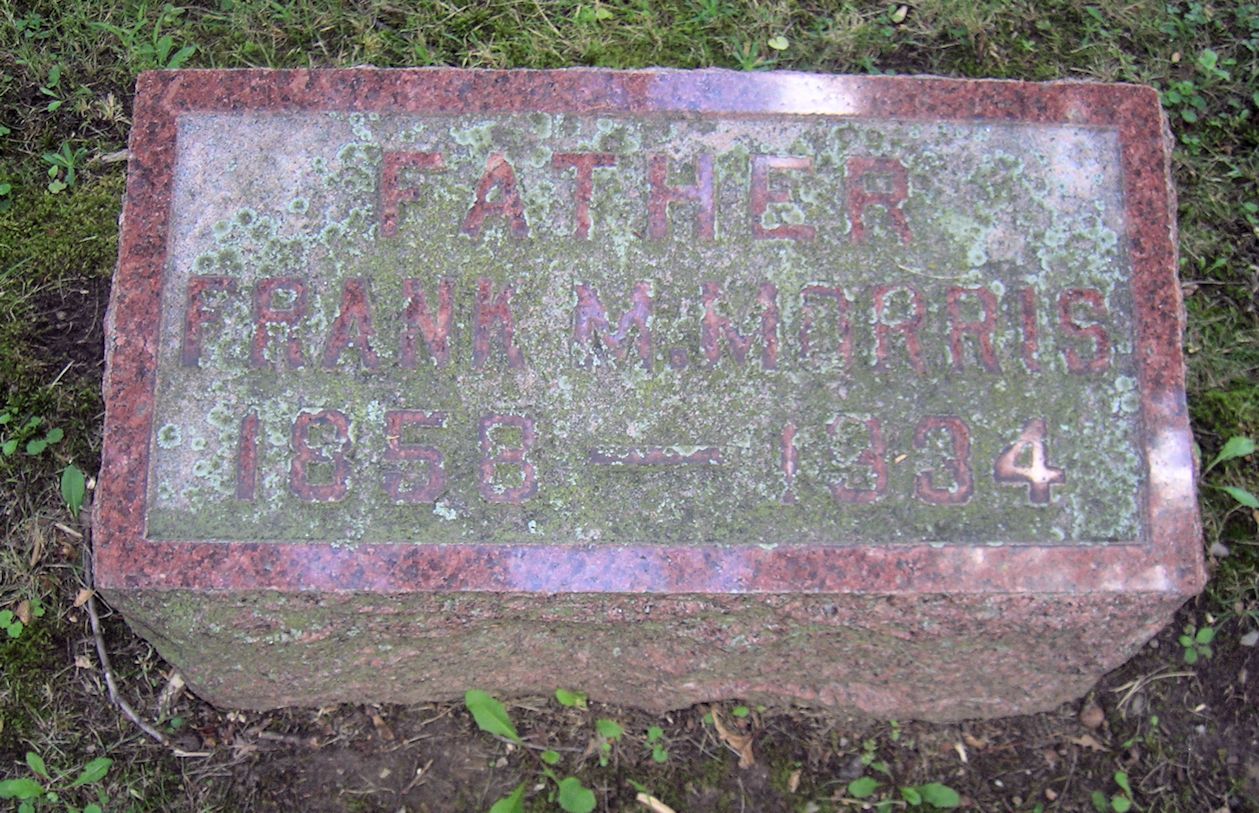 FATHER
FRANK M. MORRIS
1858 — 1934